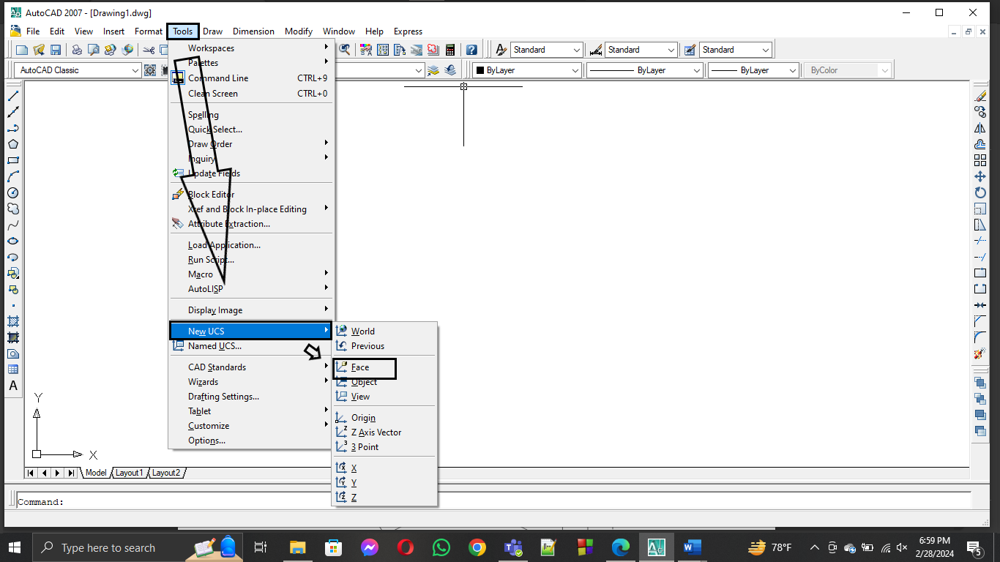 AutoCAD 2007 - [Drawing1.dwg]
File Edit View Insert Format Tools Draw Dimension Modify Window Help Express
Standard Standard Standard
AutoCAD Classic ByLayer ByLayer ByLayer ByColor
Workspaces
Palettes
Command Line CTRL+9
Clean Screen CTRL+0
Spelling
Quick Select...
Draw Order
Inquiry
Update Fields
Block Editor
Xref and Block In-place Editing
Attribute Extraction...
Load Application...
Run Script...
Macro
AutoLISP
Display Image
New UCS
Named UCS...
CAD Standards
Wizards
Drafting Settings...
Tablet
Customize
Options...
World
Previous
Face
Object
View
Origin
Z Axis Vector
3 Point
X
Y
Z
A
Y
X
Model Layout1 Layout2
Command:
Type here to search
78°F
6:59 PM
2/28/2024
5